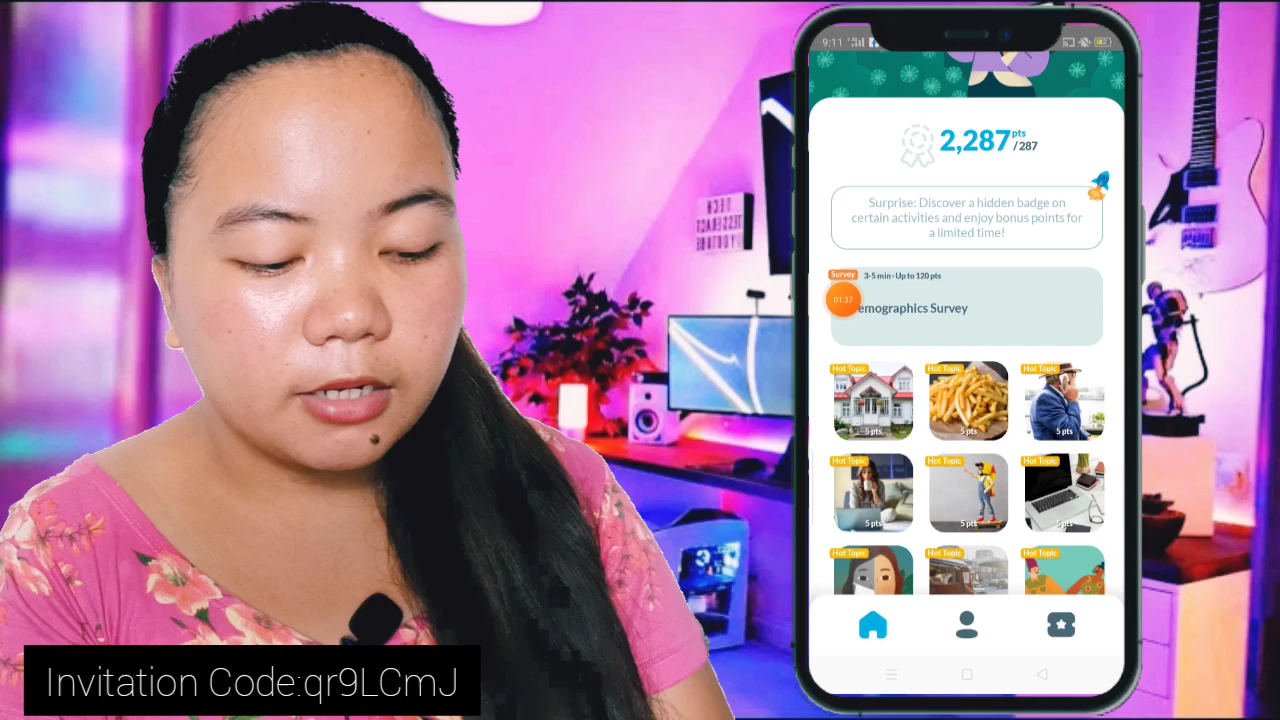 9:11
2,287 pts
/ 287
Surprise: Discover a hidden badge on
certain activities and enjoy bonus points for
a limited time!
Survey
3-5 min · Up to 120 pts
01:37
emographics Survey
Hot Topic
Hot Topic
Hot Topic
5 pts
5 pts
5 pts
Hot Topic
Hot Topic
Hot Topic
5 pts
5 pts
5 pts
Hot Topic
Hot Topic
Hot Topic
TECH
TESSERACT
YOUTUBE
Invitation Code:qr9LCmJ